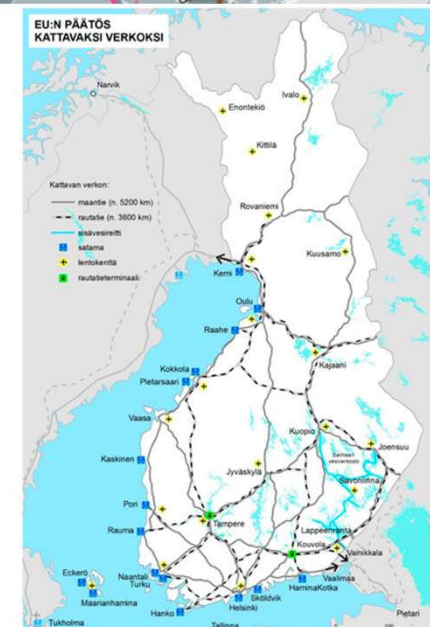 EU:N PÄÄTÖS
KATTAVAKSI VERKOKSI
Narvik
Ivalo
Enontekiö
Kittilä
Kattavan verkon:
maantie (n. 5200 km)
rautatie (n. 3600 km)
sisävesireitti
satama
lentokenttä
rautatieterminaali
Rovaniemi
Kuusamo
Kemi
Oulu
Raahe
Kajaani
Kokkola
Pietarsaari
Vaasa
Kuopio
Joensuu
Kaskinen
Jyväskylä
Savonlinna
Pori
Tampere
Rauma
Lappeenranta
Kouvola
Vainikkala
Eckerö
Naantali
Turku
Vaalimaa
HaminaKotka
Maarianhamina
Sköldvik
Helsinki
Hanko
Pietari
Tukholma
Tallinna